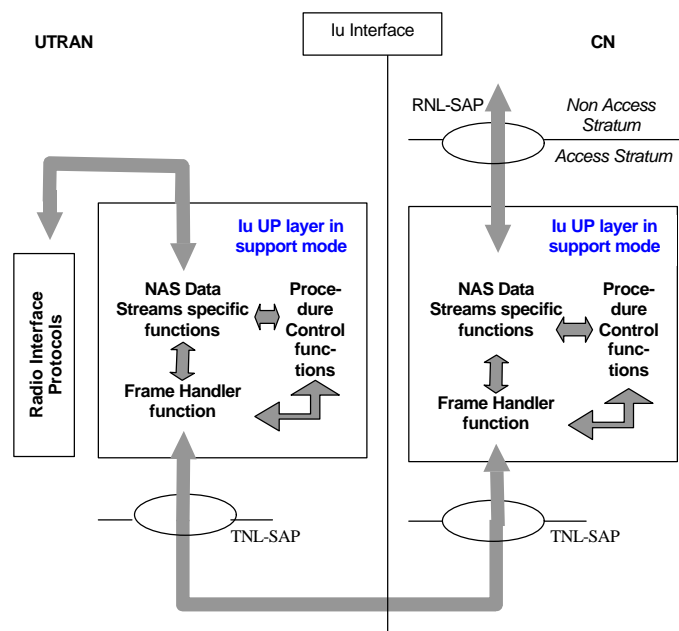 UTRAN
Iu Interface
CN
RNL-SAP
Non Access
Stratum
Access Stratum
Iu UP layer in
support mode
NAS Data
Streams specific
functions
Proce-
dure
Control
func-
tions
Frame Handler
function
Radio Interface
Protocols
TNL-SAP
Iu UP layer in
support mode
NAS Data
Streams specific
functions
Proce-
dure
Control
func-
tions
Frame Handler
function
TNL-SAP